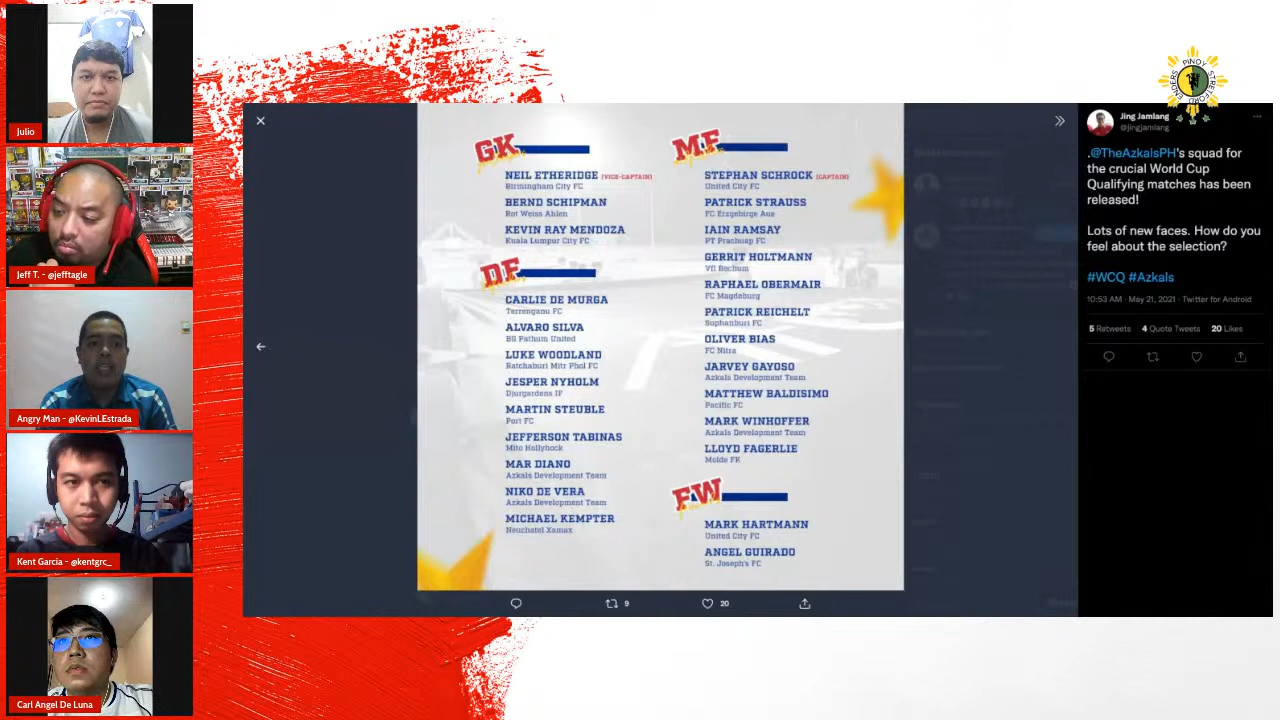 Julio
Jeff T. - @jefftagle
Angry Man - @KevinLEstrada
Kent Garcia - @kentgrc_
Carl Angel De Luna
GK
NEIL ETHERIDGE (VICE-CAPTAIN)
Birmingham City FC
BERND SCHIPMAN
Rot Weiss Ahlen
KEVIN RAY MENDOZA
Kuala Lumpur City FC
DF
CARLIE DE MURGA
Terrenganu FC
ALVARO SILVA
BG Pathum United
LUKE WOODLAND
Ratchaburi Mitr Phol FC
JESPER NYHOLM
Djurgardens IF
MARTIN STEUBLE
Port FC
JEFFERSON TABINAS
Mito Hollyhock
MAR DIANO
Azkals Development Team
NIKO DE VERA
Azkals Development Team
MICHAEL KEMPTER
Neuchatel Xamax
MF
STEPHAN SCHROCK (CAPTAIN)
United City FC
PATRICK STRAUSS
FC Erzgebirge Aue
IAIN RAMSAY
PT Prachuap FC
GERRIT HOLTMANN
Vfl Bochum
RAPHAEL OBERMAIR
FC Magdeburg
PATRICK REICHELT
Suphanburi FC
OLIVER BIAS
FC Nitra
JARVEY GAYOSO
Azkals Development Team
MATTHEW BALDISIMO
Pacific FC
MARK WINHOFFER
Azkals Development Team
LLOYD FAGERLIE
Molde FK
FW
MARK HARTMANN
United City FC
ANGEL GUIRADO
St. Joseph's FC
9
20
PINOY STRETFORD ENDERS
Jing Jamlang
@jingjamlang
.@TheAzkalsPH's squad for
the crucial World Cup
Qualifying matches has been
released!
Lots of new faces. How do you
feel about the selection?
#WCQ #Azkals
10:53 AM · May 21, 2021 · Twitter for Android
5 Retweets 4 Quote Tweets 20 Likes